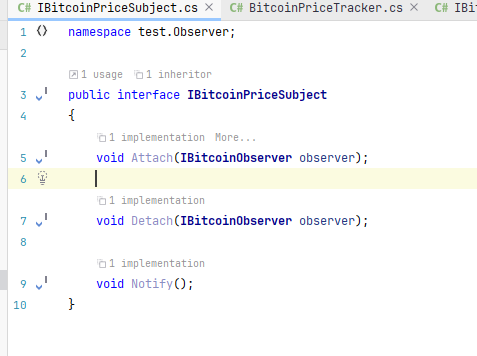 C# IBitcoinPriceSubject.cs × C# BitcoinPriceTracker.cs × C# IBit
1 namespace test.Observer;
2
1 usage 1 inheritor
3 public interface IBitcoinPriceSubject
4 {
1 implementation More...
5 void Attach(IBitcoinObserver observer);
6
1 implementation
7 void Detach(IBitcoinObserver observer);
8
1 implementation
9 void Notify();
10 }